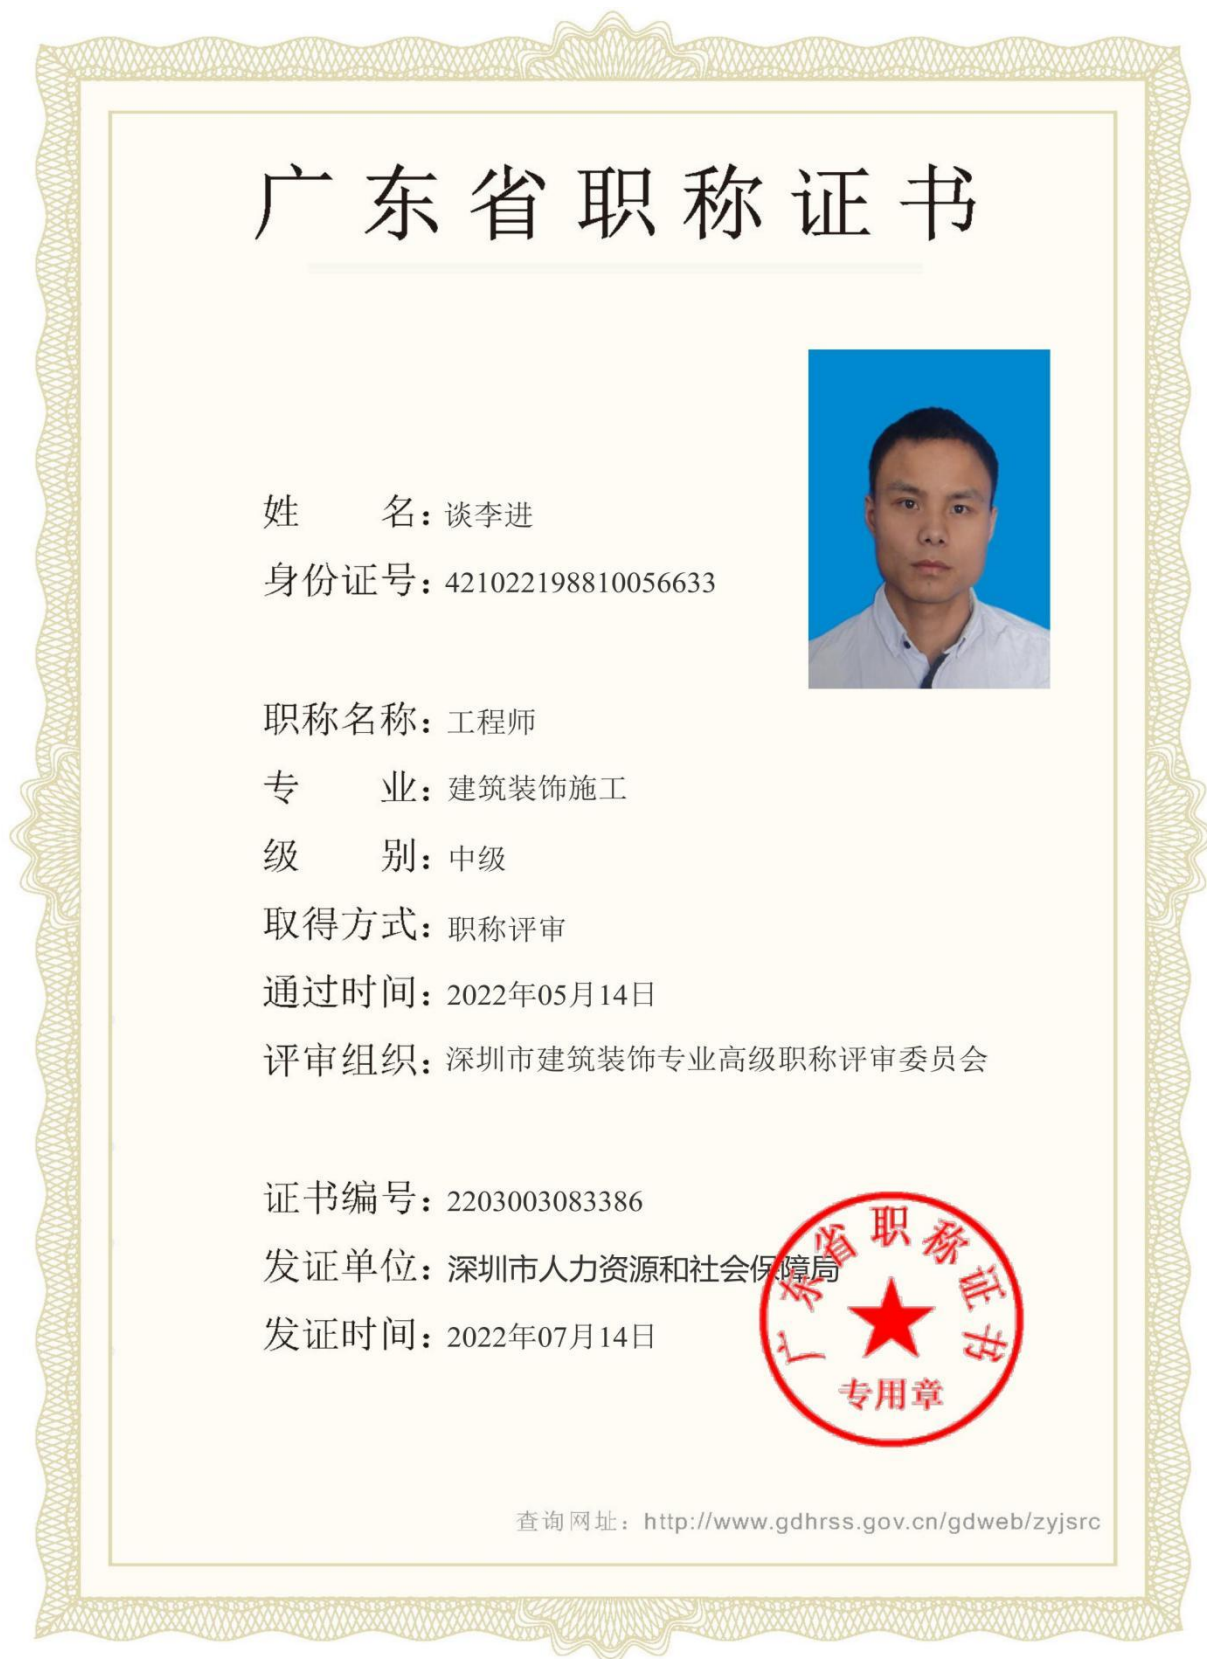 广东省职称证书
姓 名：谈李进
身份证号：421022198810056633
职称名称：工程师
专 业：建筑装饰施工
级 别：中级
取得方式：职称评审
通过时间：2022年05月14日
评审组织：深圳市建筑装饰专业高级职称评审委员会
证书编号：2203003083386
发证单位：深圳市人力资源和社会保障局
发证时间：2022年07月14日
广东省职称证书
专用章
查询网址：http://www.gdhrss.gov.cn/gdweb/zyjsrc